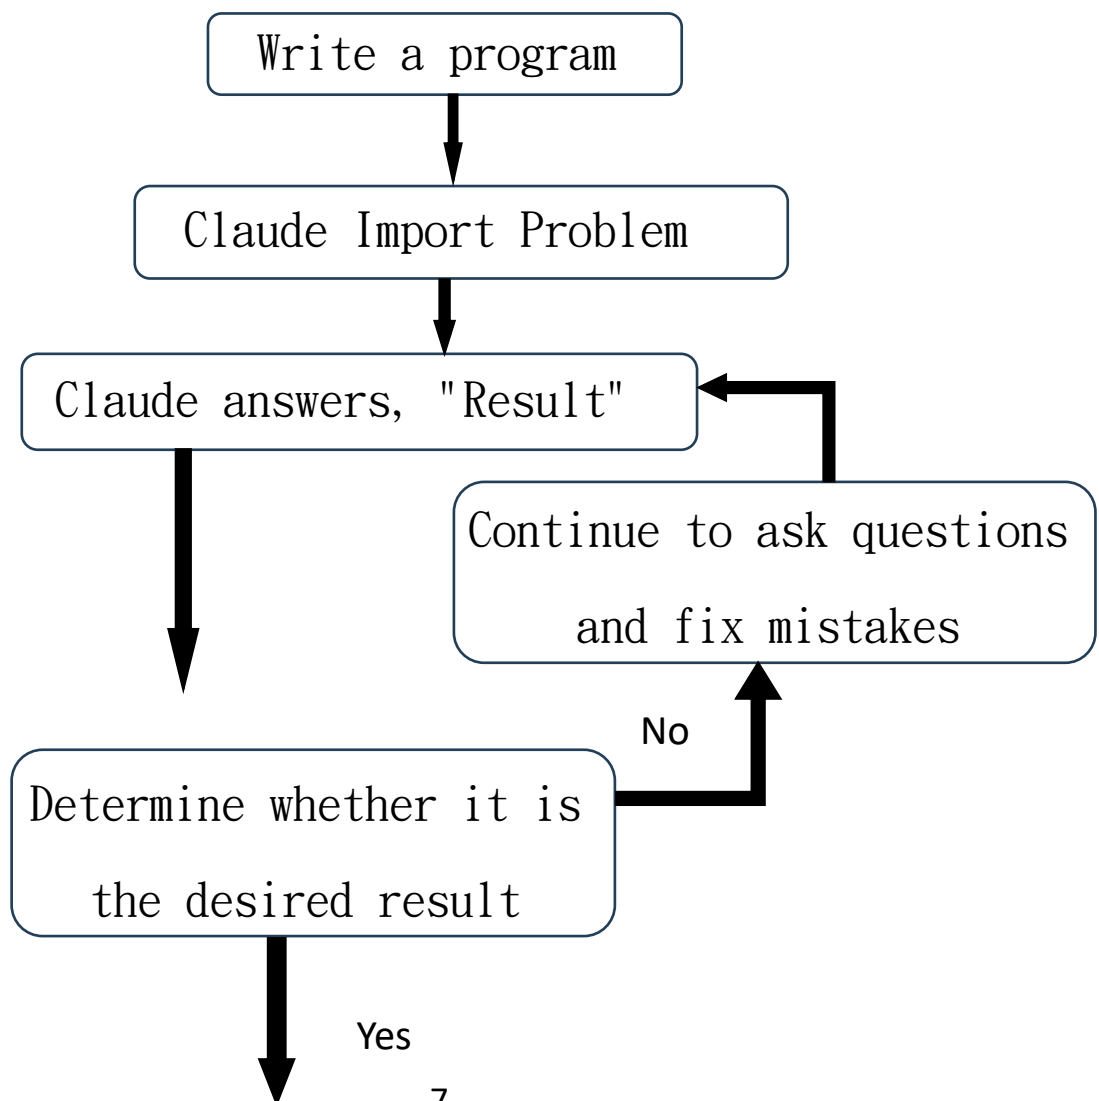 Write a program
Claude Import Problem
Claude answers, "Result"
Continue to ask questions
and fix mistakes
No
Determine whether it is
the desired result
Yes
7